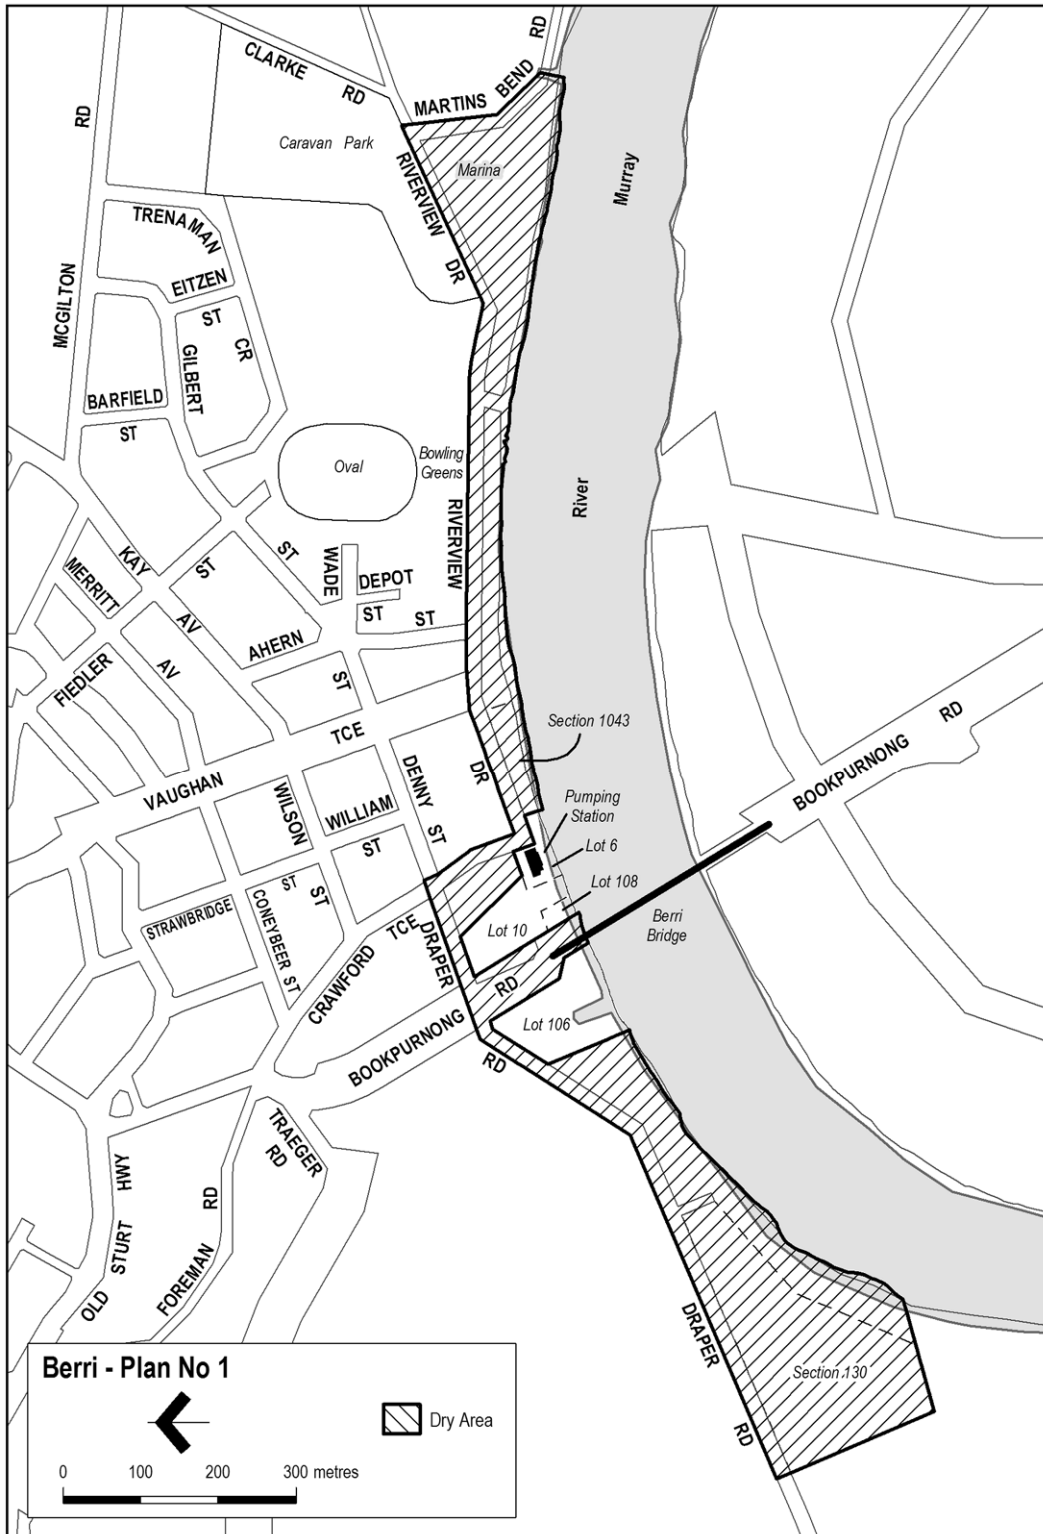 CLARKE
RD
MARTINS
BEND
RD
RD
Caravan Park
Marina
RIVERVIEW
DR
Murray
TRENAMAN
EITZEN
ST
CR
MCGILTON
GILBERT
BARFIELD
ST
Oval
Bowling
Greens
River
RIVERVIEW
KAY
AV
ST
ST
WADE
DEPOT
ST
ST
MERRITT
AV
AHERN
ST
FIEDLER
TCE
VAUGHAN
Section 1043
DR
DENNY
ST
WILSON
ST
WILLIAM
ST
Pumping
Station
Lot 6
Lot 108
BOOKPURNONG
RD
ST
STRAWBRIDGE
CONEYBEER ST
CRAWFORD
TCE
DRAPER
Lot 10
Berri
Bridge
RD
Lot 106
BOOKPURNONG
RD
TRAEGER
RD
OLD
STURT
HWY
FOREMAN
RD
DRAPER
RD
Section 130
Berri - Plan No 1
Dry Area
0 100 200 300 metres